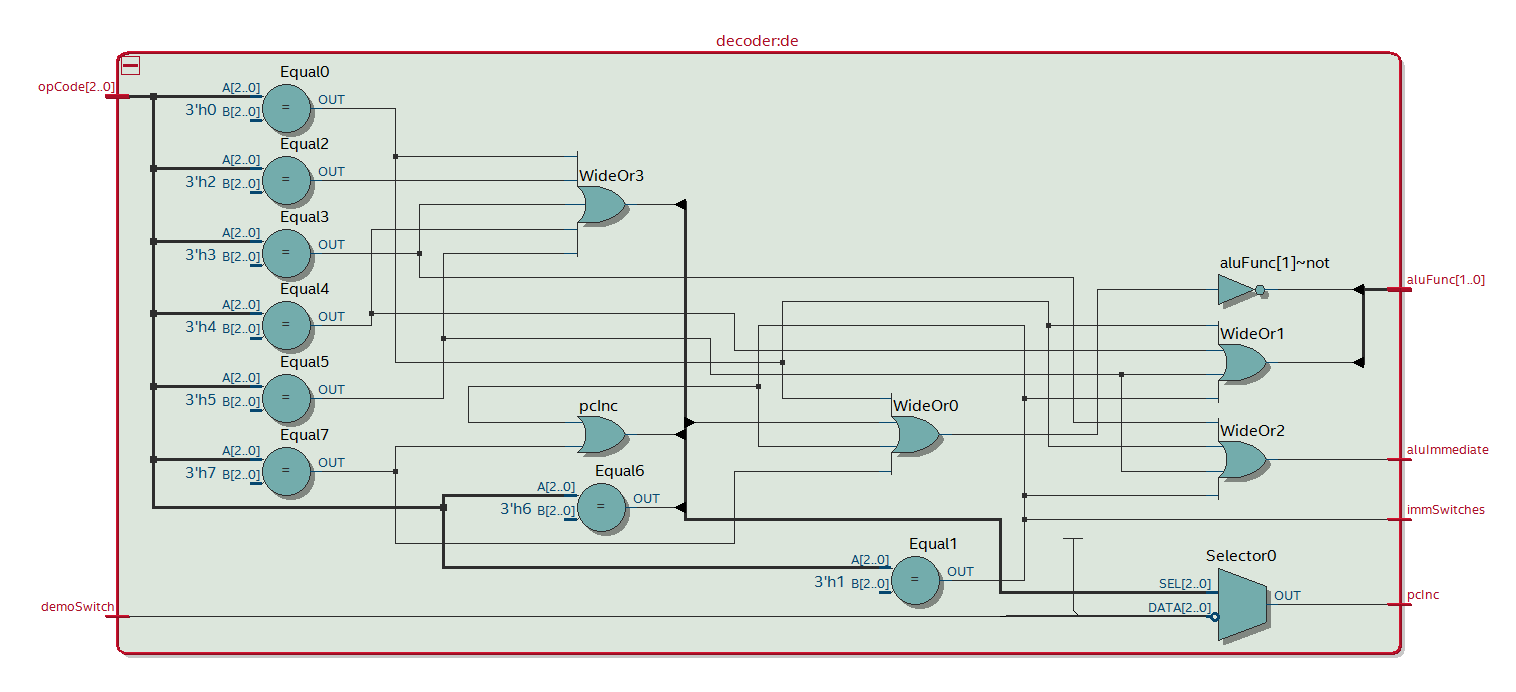 decoder:de
opCode[2..0]
Equal0
A[2..0]
3'h0 B[2..0]
=
OUT
Equal2
A[2..0]
3'h2 B[2..0]
=
OUT
WideOr3
Equal3
A[2..0]
3'h3 B[2..0]
=
OUT
Equal4
A[2..0]
3'h4 B[2..0]
=
OUT
Equal5
A[2..0]
3'h5 B[2..0]
=
OUT
Equal7
A[2..0]
3'h7 B[2..0]
=
OUT
pcInc
Equal6
A[2..0]
3'h6 B[2..0]
=
OUT
WideOr0
Equal1
A[2..0]
3'h1 B[2..0]
=
OUT
aluFunc[1]~not
aluFunc[1..0]
WideOr1
WideOr2
aluImmediate
immSwitches
Selector0
SEL[2..0]
DATA[2..0]
OUT
pcInc
demoSwitch